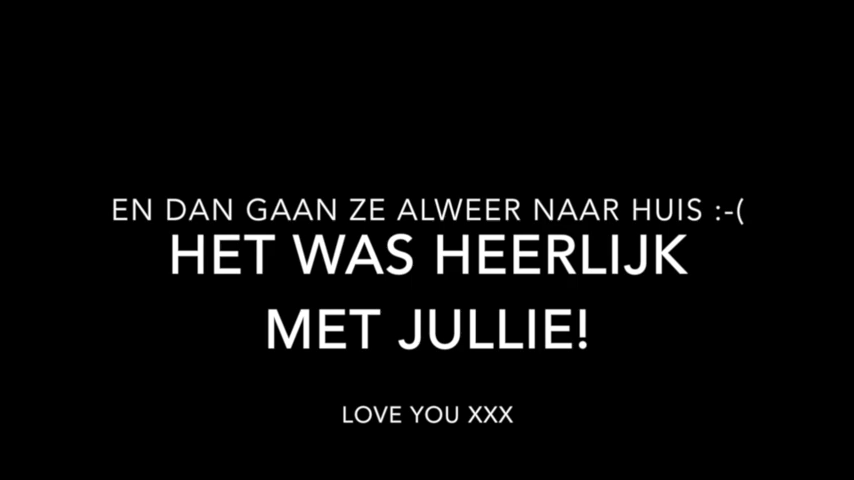 EN DAN GAAN ZE ALWEER NAAR HUIS :-(
HET WAS HEERLIJK
MET JULLIE!
LOVE YOU XXX